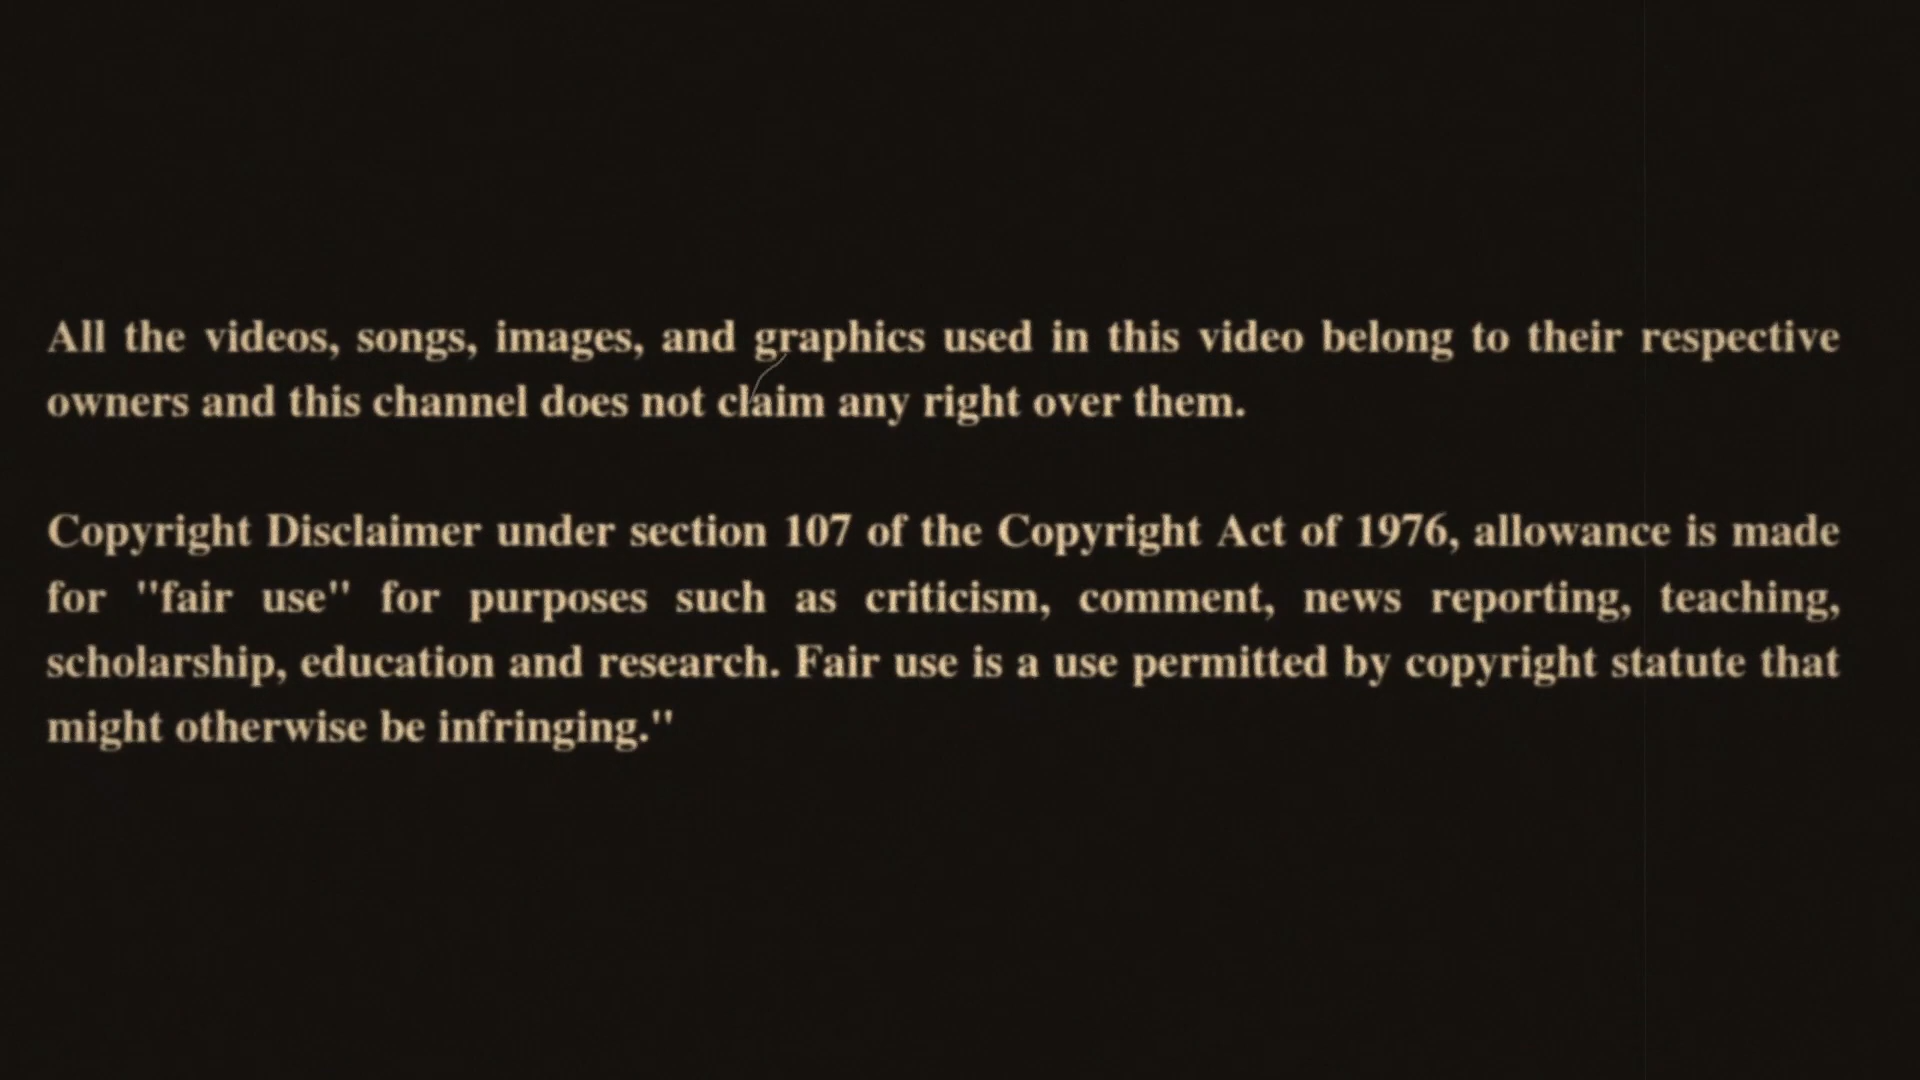 All the videos, songs, images, and graphics used in this video belong to their respective
owners and this channel does not claim any right over them.
Copyright Disclaimer under section 107 of the Copyright Act of 1976, allowance is made
for "fair use" for purposes such as criticism, comment, news reporting, teaching,
scholarship, education and research. Fair use is a use permitted by copyright statute that
might otherwise be infringing."